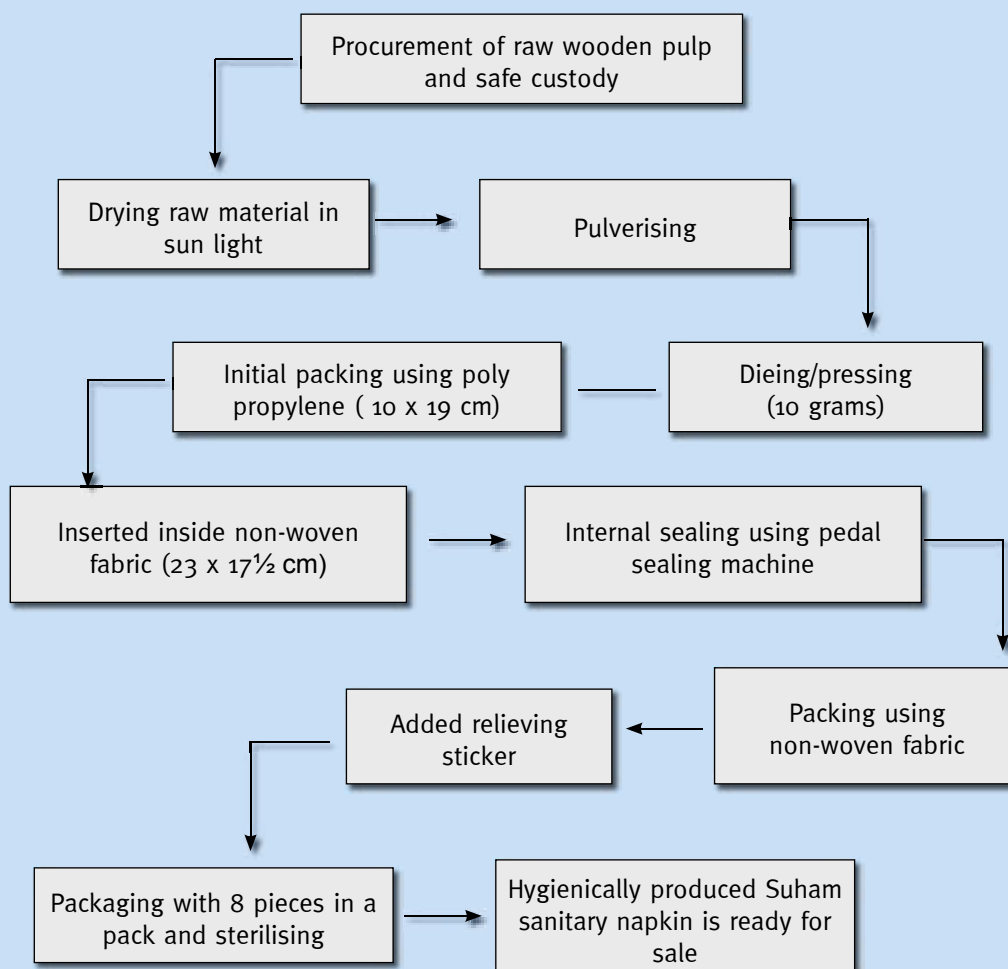 Procurement of raw wooden pulp
and safe custody
Drying raw material in
sun light
Pulverising
Dieing/pressing
(10 grams)
Initial packing using poly
propylene ( 10 x 19 cm)
Inserted inside non-woven
fabric (23 x 17½ cm)
Internal sealing using pedal
sealing machine
Packing using
non-woven fabric
Added relieving
sticker
Packaging with 8 pieces in a
pack and sterilising
Hygienically produced Suham
sanitary napkin is ready for
sale